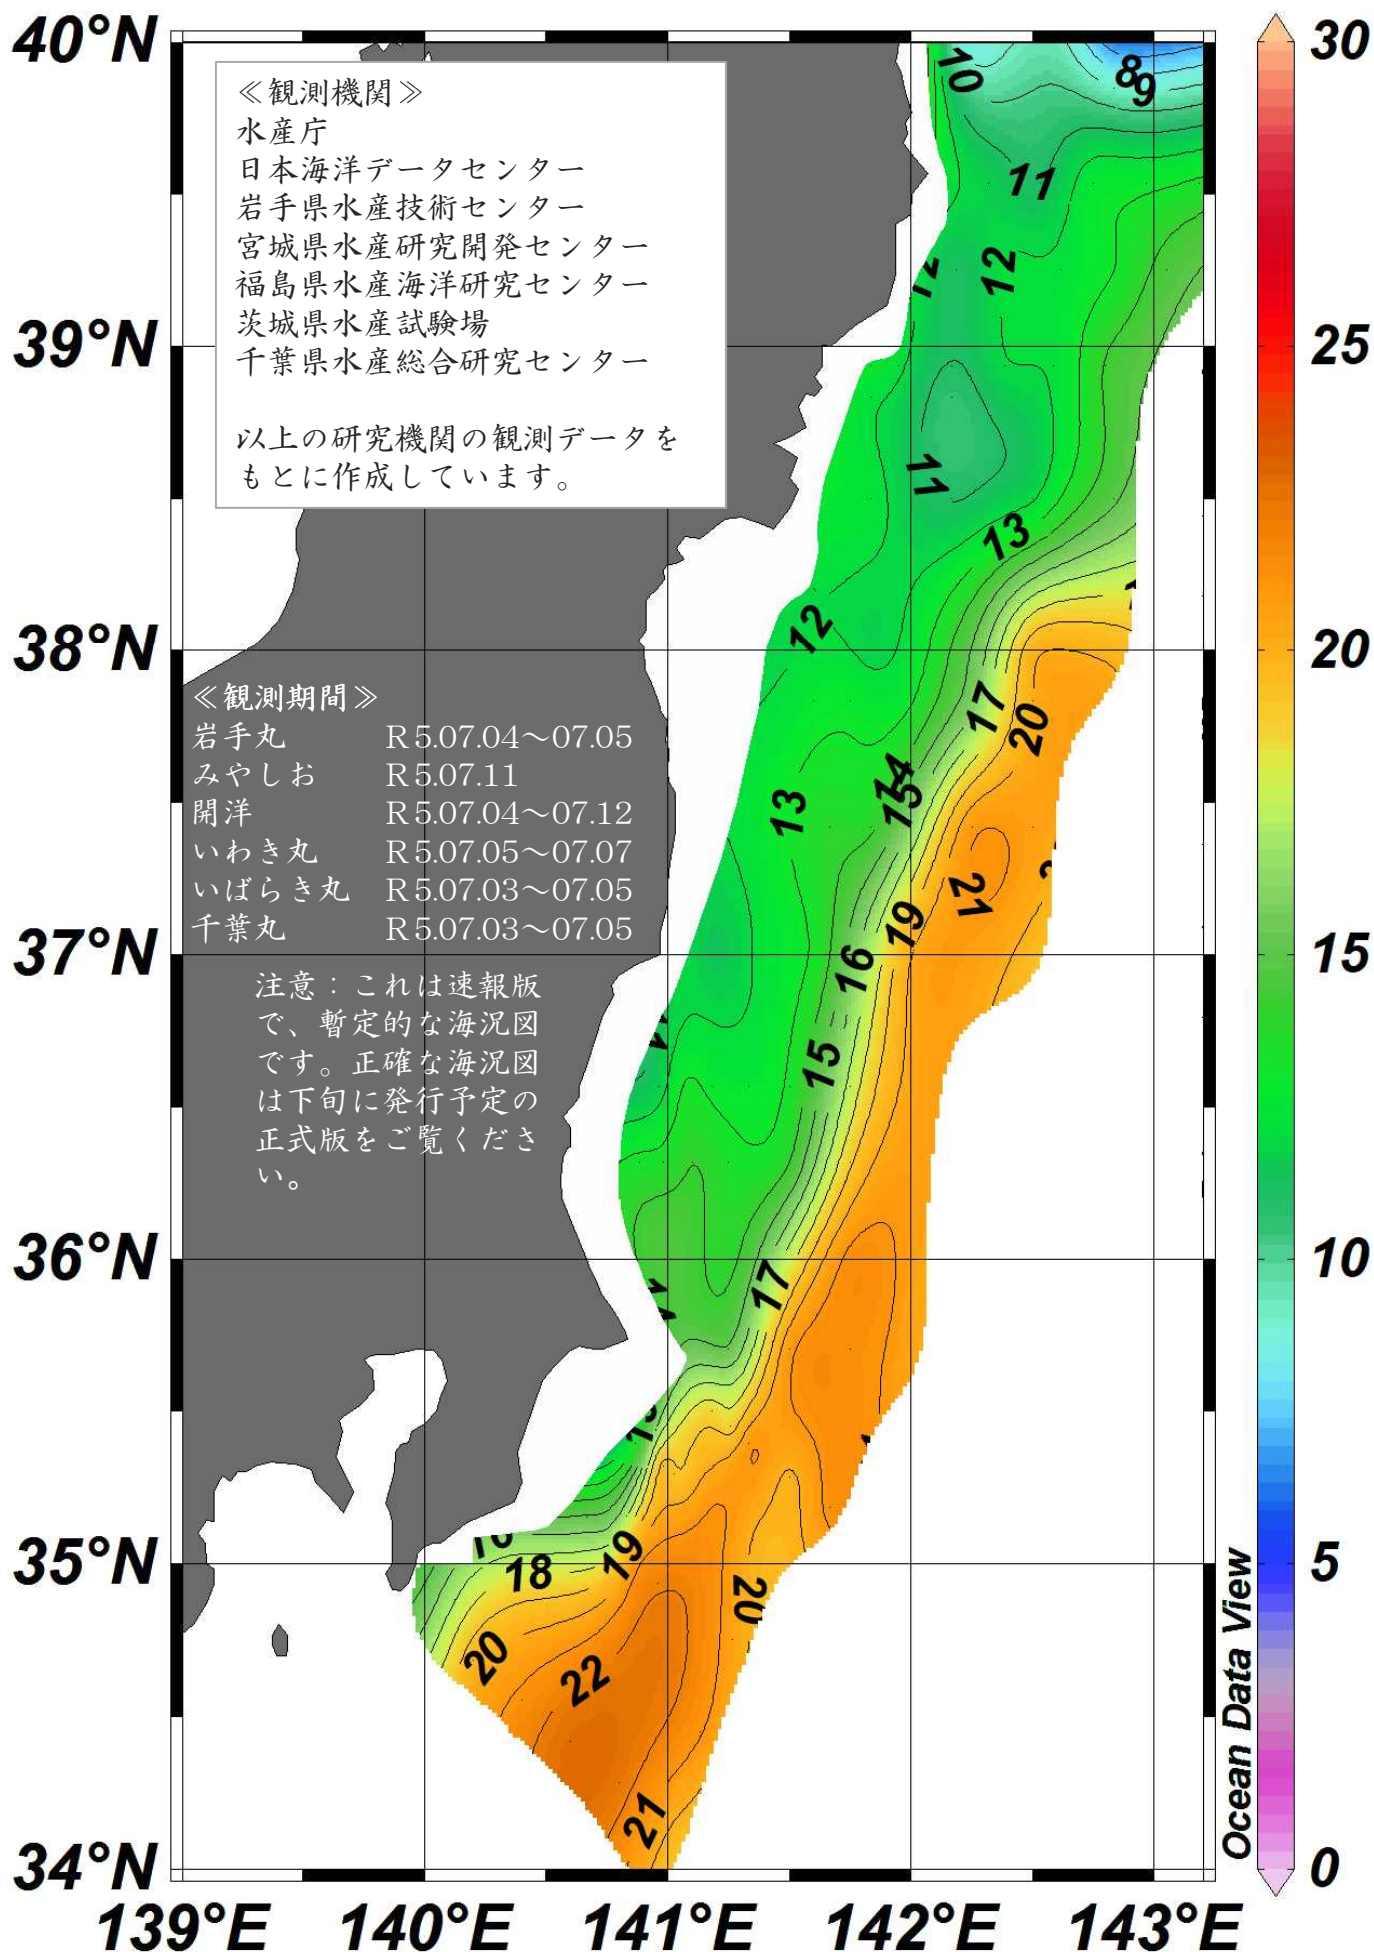 40°N
39°N
38°N
37°N
36°N
35°N
34°N
139°E
140°E
141°E
142°E
143°E
≪観測機関≫
水産庁
日本海洋データセンター
岩手県水産技術センター
宮城県水産研究開発センター
福島県水産海洋研究センター
茨城県水産試験場
千葉県水産総合研究センター
以上の研究機関の観測データを
もとに作成しています。
≪観測期間≫
岩手丸 R5.07.04～07.05
みやしお R5.07.11
開洋 R5.07.04～07.12
いわき丸 R5.07.05～07.07
いばらき丸 R5.07.03～07.05
千葉丸 R5.07.03～07.05
注意：これは速報版
で、暫定的な海況図
です。正確な海況図
は下旬に発行予定の
正式版をご覧くださ
い。
10
8
9
11
12
12
11
13
12
17
20
14
15
13
21
19
16
15
17
19
18
20
22
20
21
30
25
20
15
10
5
0
Ocean Data View